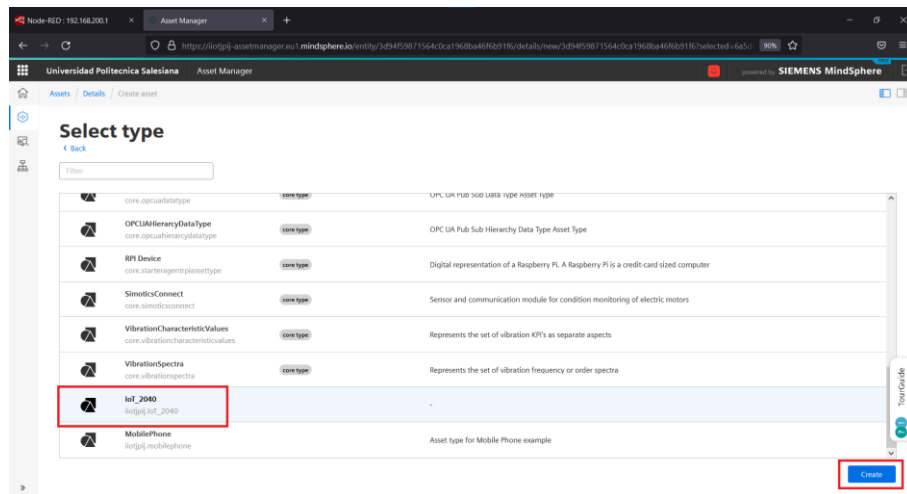 Node-RED : 192.168.200.1
Asset Manager
https://iiotjpij-assetmanager.eu1.mindsphere.io/entity/3d94f59871564c0ca1968ba46f6b91f6/details/new/3d94f59871564c0ca1968ba46f6b91f6?selected=6a5d
90%
Universidad Politecnica Salesiana
Asset Manager
powered by SIEMENS MindSphere
Assets / Details / Create asset
Select type
Back
Filter
core.opcuadatatype
core type
OPC UA Pub Sub Data Type Asset Type
OPCUAHierarcyDataType
core.opcuahierarcydatatype
core type
OPC UA Pub Sub Hierarchy Data Type Asset Type
RPI Device
core.starteragentrpiassettype
core type
Digital representation of a Raspberry Pi. A Raspberry Pi is a credit-card sized computer
SimoticsConnect
core.simoticsconnect
core type
Sensor and communication module for condition monitoring of electric motors
VibrationCharacteristicValues
core.vibrationcharacteristicvalues
core type
Represents the set of vibration KPI's as separate aspects
VibrationSpectra
core.vibrationspectra
core type
Represents the set of vibration frequency or order spectra
IoT_2040
iiotjpij.IoT_2040
-
MobilePhone
iiotjpij.mobilephone
Asset type for Mobile Phone example
TourGuide
Create